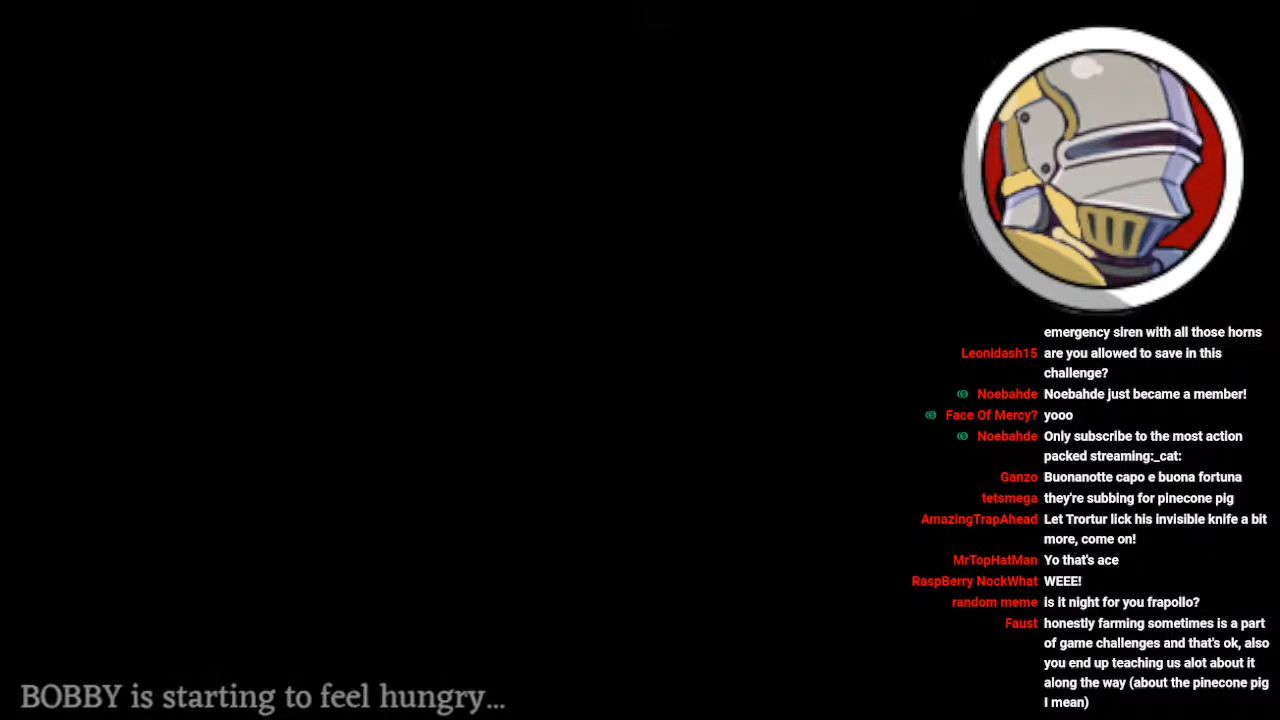 emergency siren with all those horns
Leonidash15 are you allowed to save in this
challenge?
Noebahde Noebahde just became a member!
Face Of Mercy? yooo
Noebahde Only subscribe to the most action
packed streaming:_cat:
Ganzo Buonanotte capo e buona fortuna
tetsmega they're subbing for pinecone pig
AmazingTrapAhead Let Trortur lick his invisible knife a bit
more, come on!
MrTopHatMan Yo that's ace
RaspBerry NockWhat WEEE!
random meme is it night for you frapollo?
Faust honestly farming sometimes is a part
of game challenges and that's ok, also
you end up teaching us alot about it
along the way (about the pinecone pig
I mean)
BOBBY is starting to feel hungry...